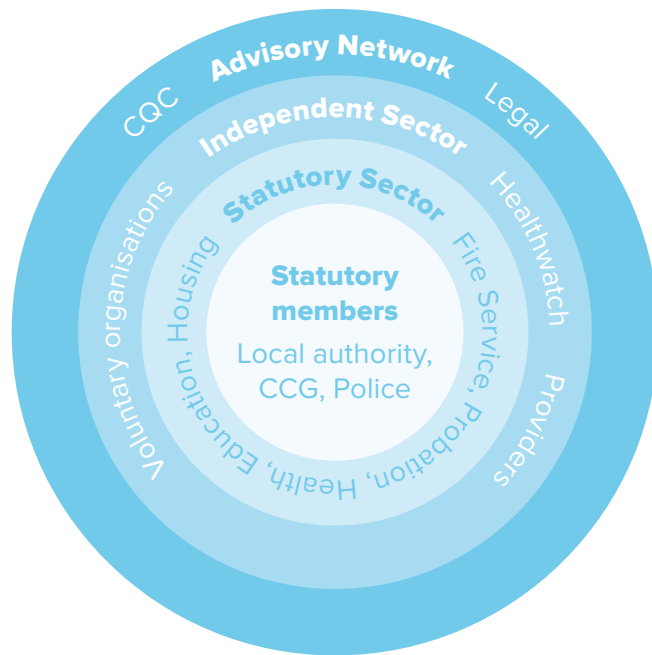 Advisory Network
CQC
Legal
Independent Sector
Voluntary organisations
Healthwatch
Providers
Statutory Sector
Fire Service, Probation, Health, Education, Housing
Statutory
members
Local authority,
CCG, Police